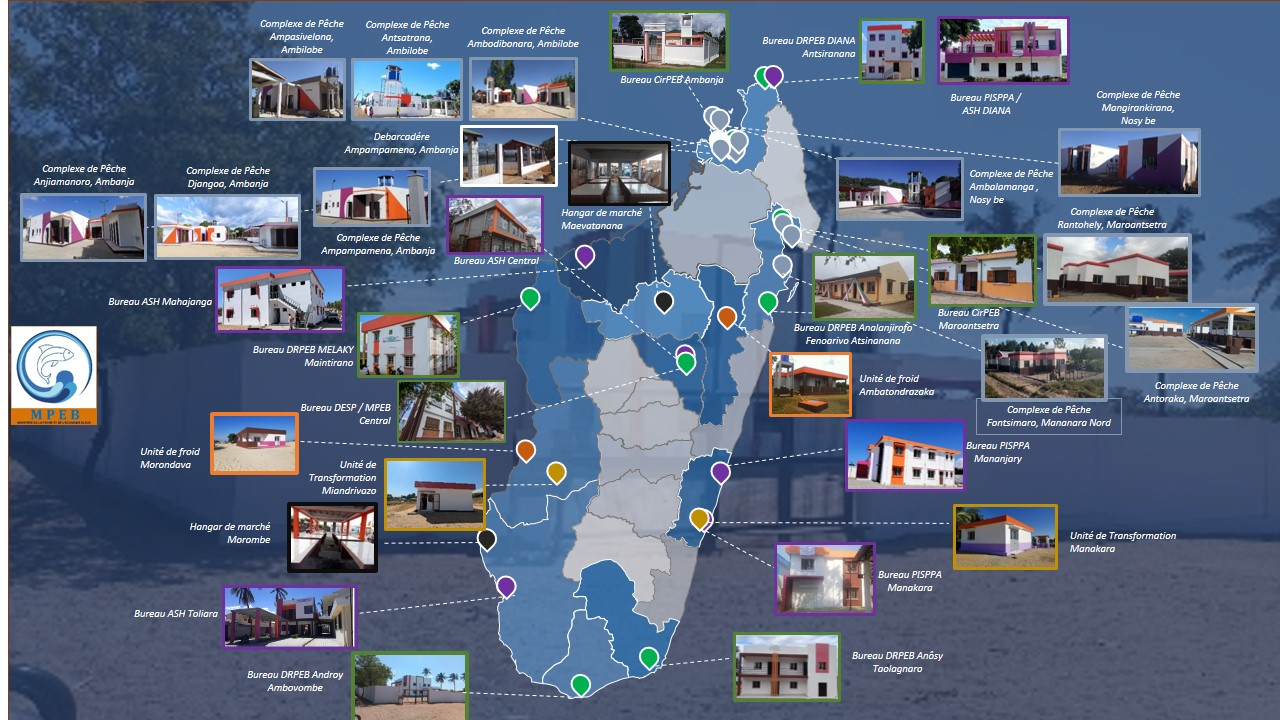 Complexe de Pêche
Ampasivelona,
Ambilobe
Complexe de Pêche
Antsatrana,
Ambilobe
Complexe de Pêche
Ambodibonara, Ambilobe
Bureau CirPEB Ambanja
Bureau DRPEB DIANA
Antsiranana
Bureau PISPPA /
ASH DIANA
Complexe de Pêche
Mangirankirana,
Nosy be
Debarcadére
Ampampamena, Ambanja
Complexe de Pêche
Anjiamanoro, Ambanja
Complexe de Pêche
Djangoa, Ambanja
Complexe de Pêche
Ampampamena, Ambanja
Hangar de marché
Maevatanana
Complexe de Pêche
Ambalamanga ,
Nosy be
Complexe de Pêche
Rantohely, Maroantsetra
Bureau ASH Central
Bureau ASH Mahajanga
Bureau CirPEB
Maroantsetra
Bureau DRPEB Analanjirofo
Fenoarivo Atsinanana
Bureau DRPEB MELAKY
Maintirano
Unité de froid
Ambatondrazaka
Complexe de Pêche
Antoraka, Maroantsetra
Complexe de Pêche
Fontsimaro, Mananara Nord
MPEB
Bureau DESP / MPEB
Central
Unité de froid
Morondava
Unité de
Transformation
Miandrivazo
Bureau PISPPA
Mananjary
Hangar de marché
Morombe
Unité de Transformation
Manakara
Bureau PISPPA
Manakara
Bureau ASH Toliara
Bureau DRPEB Androy
Ambovombe
Bureau DRPEB Anôsy
Taolagnaro